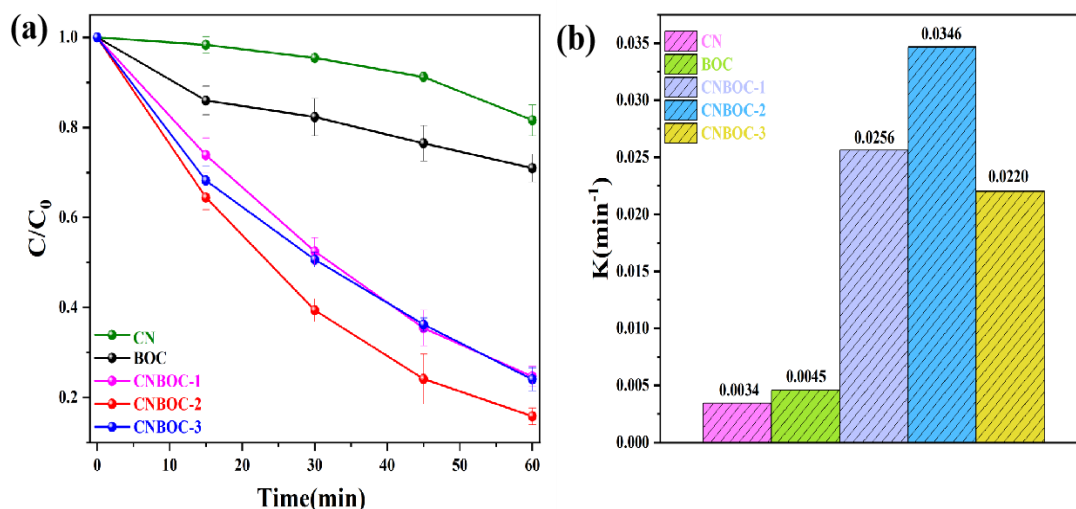 (a)
C/C₀
1.0
0.8
0.6
0.4
0.2
CN
BOC
CNBOC-1
CNBOC-2
CNBOC-3
0 10 20 30 40 50 60
Time(min)
(b)
K(min⁻¹)
0.035
0.030
0.025
0.020
0.015
0.010
0.005
0.000
CN
BOC
CNBOC-1
CNBOC-2
CNBOC-3
0.0034
0.0045
0.0256
0.0346
0.0220